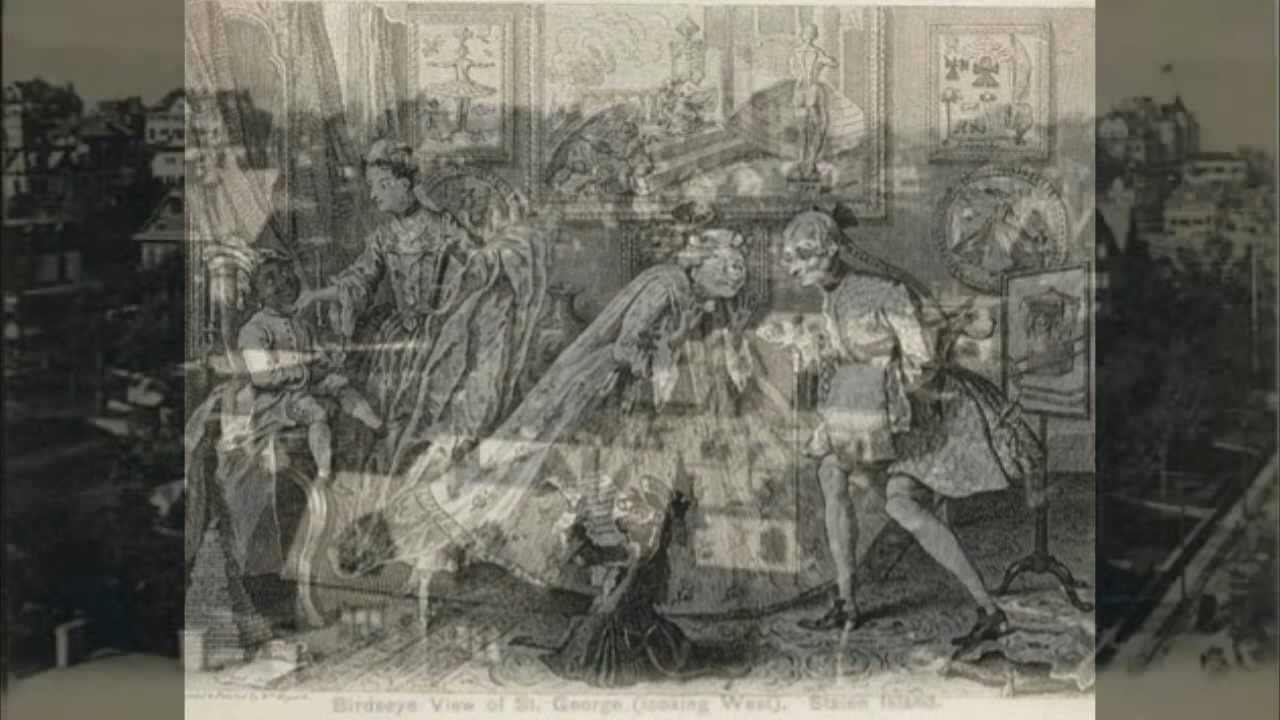 Birdseye View of St. George (looking West). Staten Island.